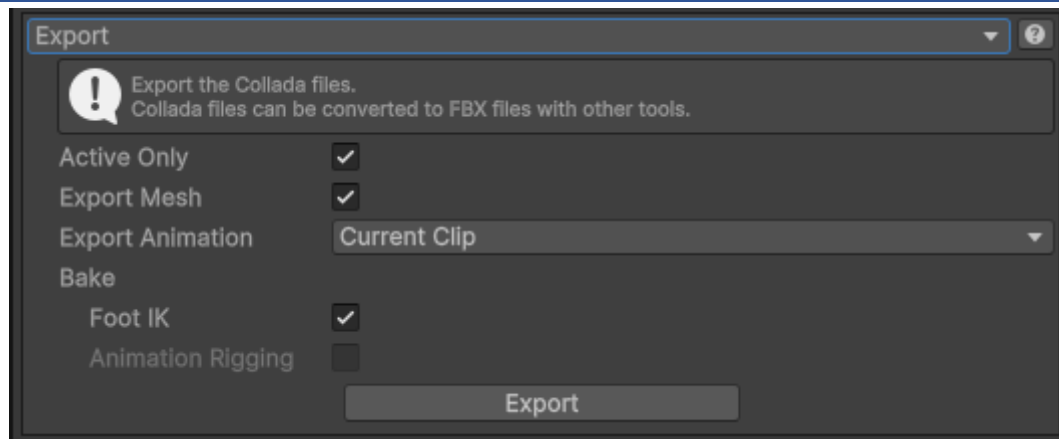 Export
Export the Collada files.
Collada files can be converted to FBX files with other tools.
Active Only
Export Mesh
Export Animation Current Clip
Bake
Foot IK
Animation Rigging
Export